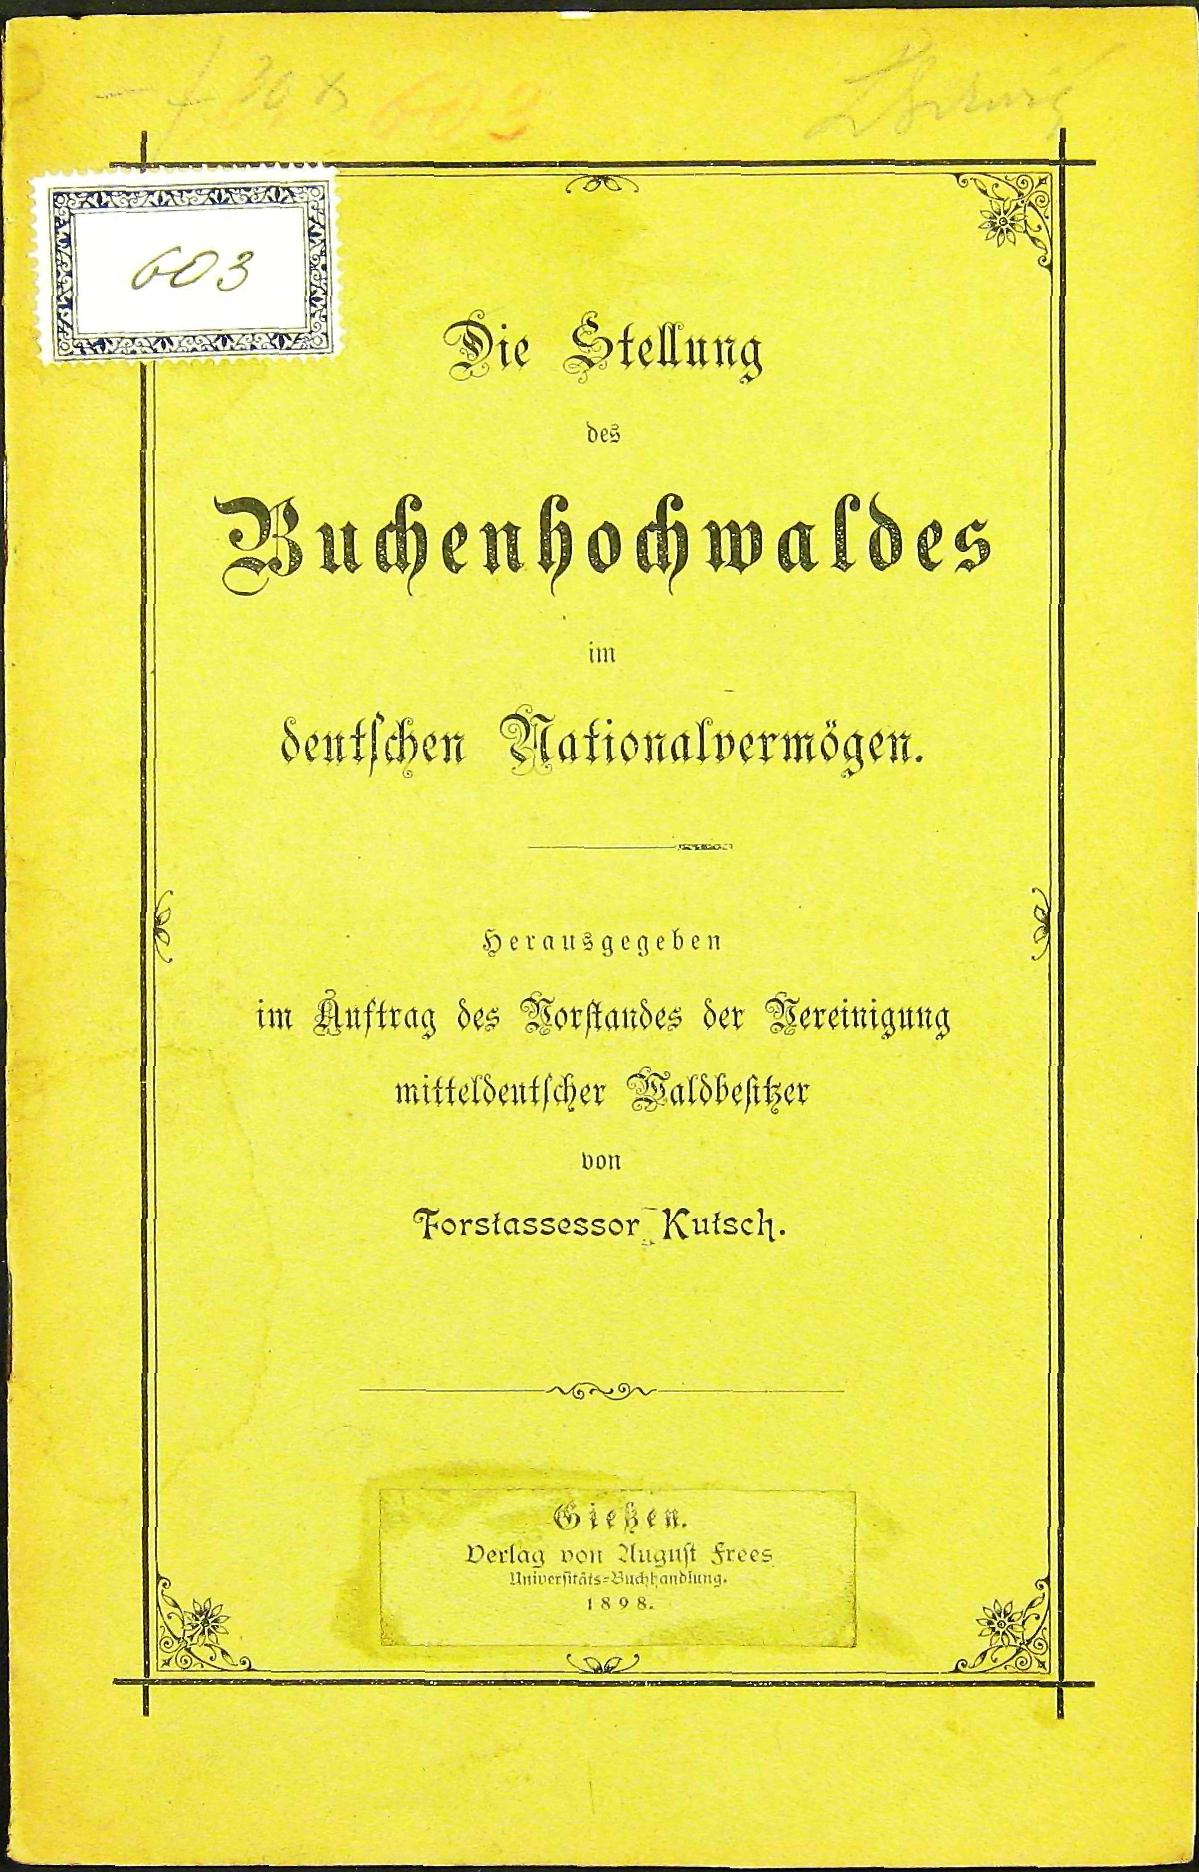 603
603
Die Stellung
des
Buchenhochwaldes
im
deutschen Nationalvermögen.
Herausgegeben
im Auftrag des Vorstandes der Vereinigung
mitteldeutscher Waldbesitzer
von
Forstassessor Kutsch.
Gießen.
Verlag von August Frees
Universitäts-Buchhandlung.
1898.